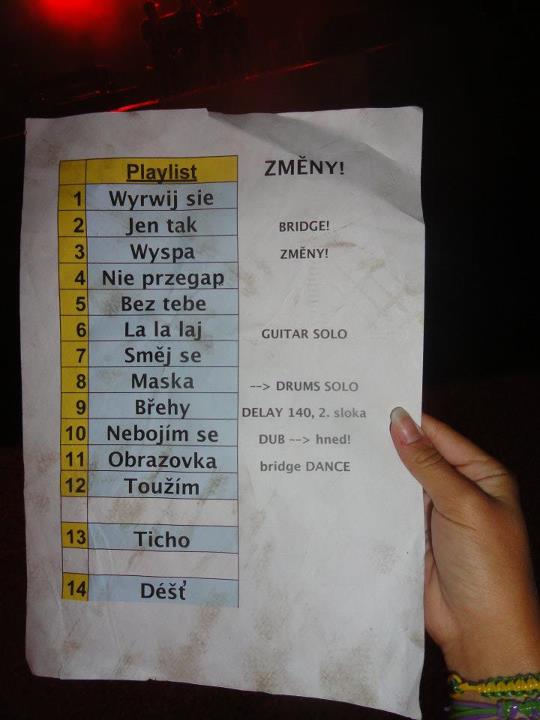 Playlist ZMĚNY!
1 Wyrwij sie
2 Jen tak BRIDGE!
3 Wyspa ZMĚNY!
4 Nie przegap
5 Bez tebe
6 La la laj GUITAR SOLO
7 Směj se
8 Maska --> DRUMS SOLO
9 Břehy DELAY 140, 2. sloka
10 Nebojím se DUB --> hned!
11 Obrazovka bridge DANCE
12 Toužím
13 Ticho
14 Déšť